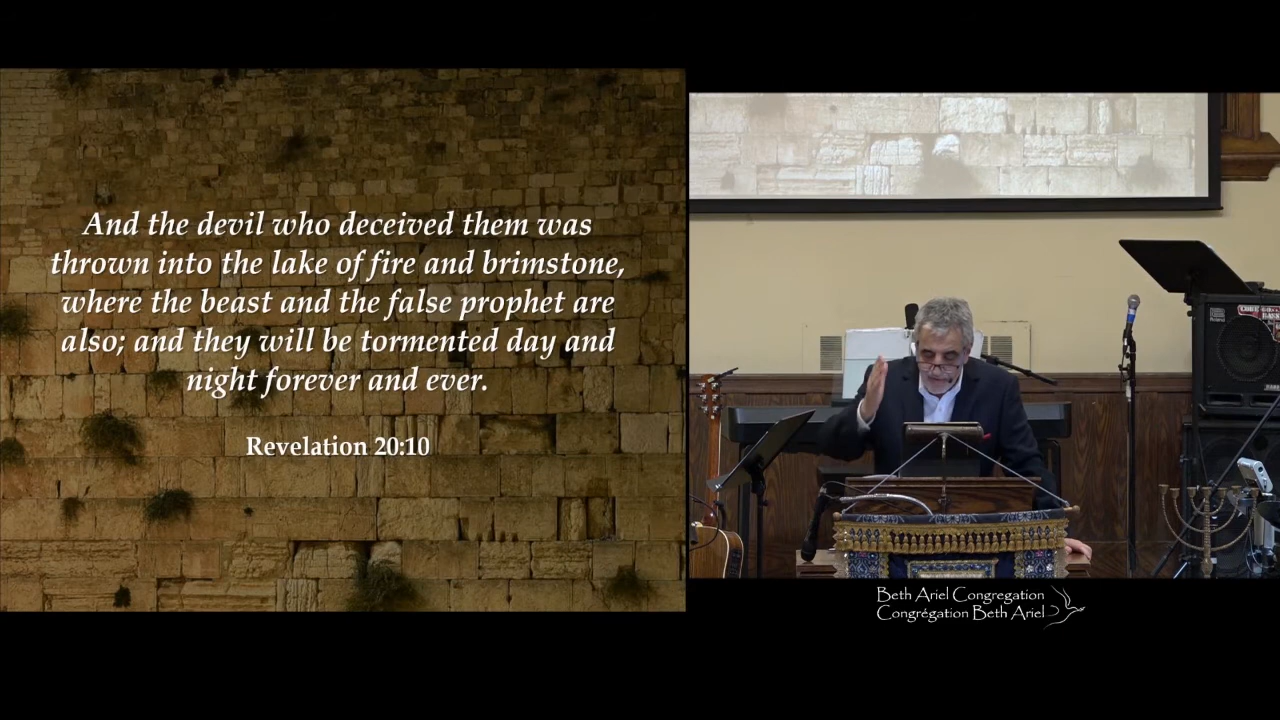 And the devil who deceived them was
thrown into the lake of fire and brimstone,
where the beast and the false prophet are
also; and they will be tormented day and
night forever and ever.
Revelation 20:10
Beth Ariel Congregation
Congrégation Beth Ariel